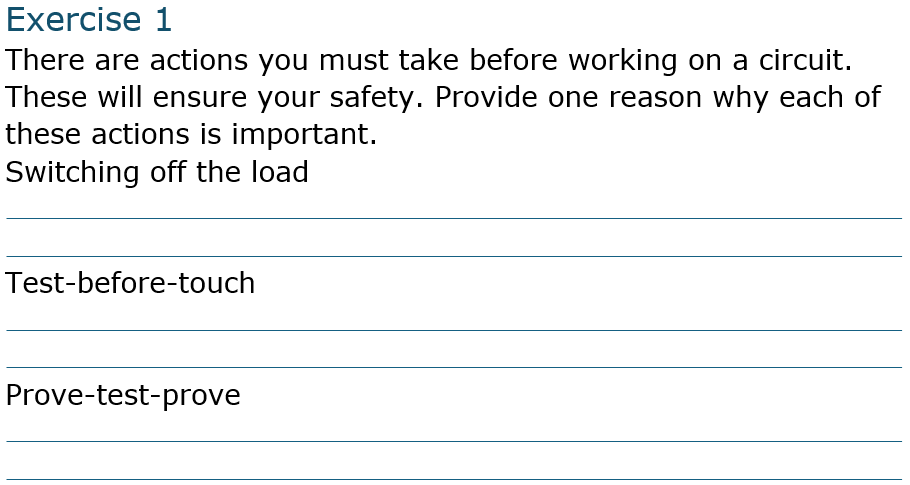 Exercise 1
There are actions you must take before working on a circuit.
These will ensure your safety. Provide one reason why each of
these actions is important.
Switching off the load
Test-before-touch
Prove-test-prove